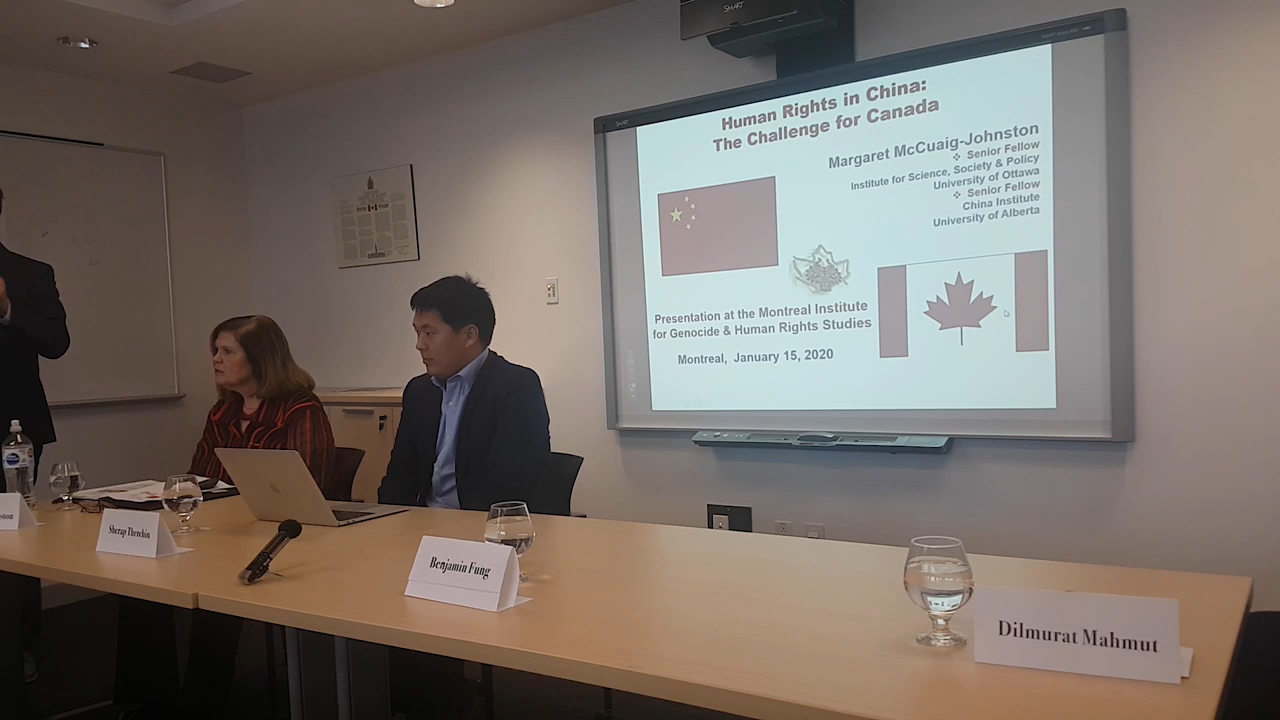 SMART
SMART
Human Rights in China:
The Challenge for Canada
Margaret McCuaig-Johnston
❖ Senior Fellow
Institute for Science, Society & Policy
University of Ottawa
❖ Senior Fellow
China Institute
University of Alberta
Presentation at the Montreal Institute
for Genocide & Human Rights Studies
Montreal, January 15, 2020
Sherap Therchin
Benjamin Fung
Dilmurat Mahmut